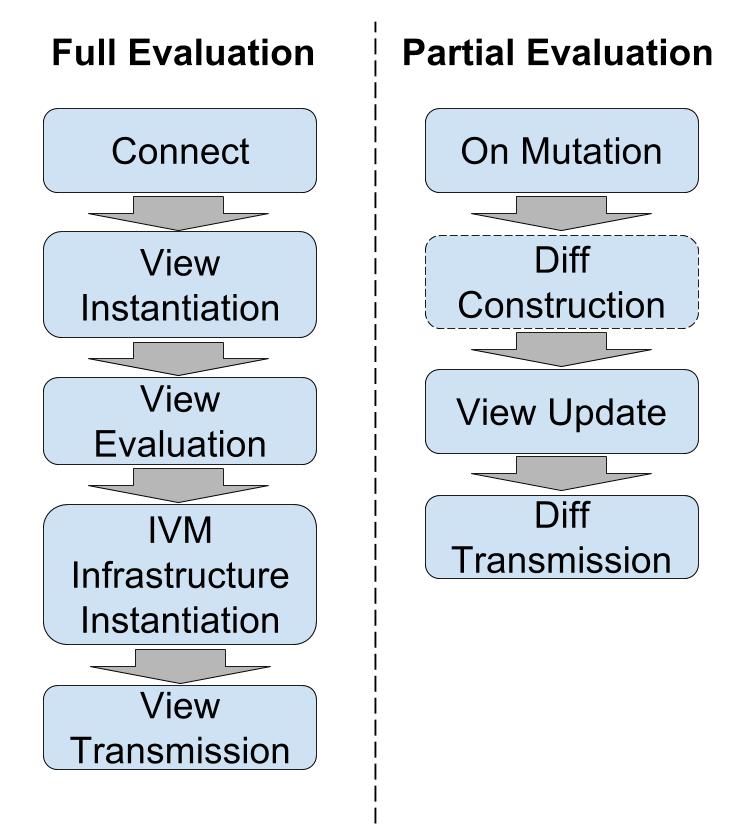 Full Evaluation
Connect
View
Instantiation
View
Evaluation
IVM
Infrastructure
Instantiation
View
Transmission
Partial Evaluation
On Mutation
Diff
Construction
View Update
Diff
Transmission